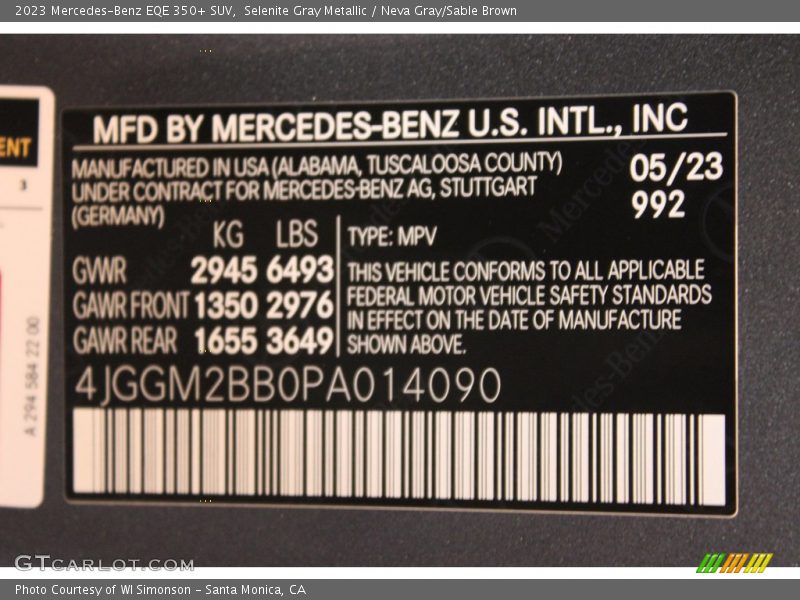 2023 Mercedes-Benz EQE 350+ SUV, Selenite Gray Metallic / Neva Gray/Sable Brown
ENT
3
A 294 584 22 00
MFD BY MERCEDES-BENZ U.S. INTL., INC
MANUFACTURED IN USA (ALABAMA, TUSCALOOSA COUNTY)
UNDER CONTRACT FOR MERCEDES-BENZ AG, STUTTGART
(GERMANY)
05/23
992
KG LBS
GVWR 2945 6493
GAWR FRONT 1350 2976
GAWR REAR 1655 3649
TYPE: MPV
THIS VEHICLE CONFORMS TO ALL APPLICABLE
FEDERAL MOTOR VEHICLE SAFETY STANDARDS
IN EFFECT ON THE DATE OF MANUFACTURE
SHOWN ABOVE.
4JGGM2BB0PA014090
GTCARLOT.COM
Photo Courtesy of WI Simonson - Santa Monica, CA